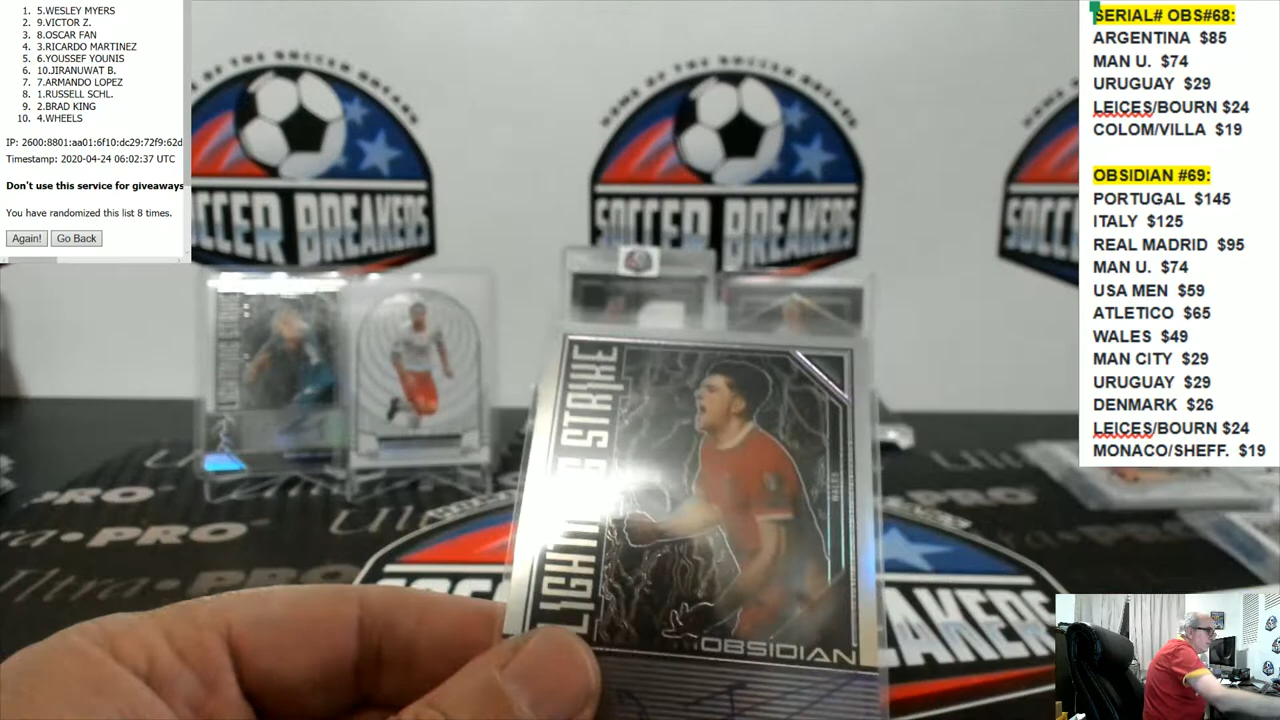 1. 5.WESLEY MYERS
2. 9.VICTOR Z.
3. 8.OSCAR FAN
4. 3.RICARDO MARTINEZ
5. 6.YOUSSEF YOUNIS
6. 10.JIRANUWAT B.
7. 7.ARMANDO LOPEZ
8. 1.RUSSELL SCHL.
9. 2.BRAD KING
10. 4.WHEELS
IP: 2600:8801:aa01:6f10:dc29:72f9:62d
Timestamp: 2020-04-24 06:02:37 UTC
Don't use this service for giveaways
You have randomized this list 8 times.
Again! Go Back
SERIAL# OBS#68:
ARGENTINA $85
MAN U. $74
URUGUAY $29
LEICES/BOURN $24
COLOM/VILLA $19
OBSIDIAN #69:
PORTUGAL $145
ITALY $125
REAL MADRID $95
MAN U. $74
USA MEN $59
ATLETICO $65
WALES $49
MAN CITY $29
URUGUAY $29
DENMARK $26
LEICES/BOURN $24
MONACO/SHEFF. $19
SOCCER BREAKERS
SOCCER BREAKERS
LIGHTNING STRIKE
WALES
OBSIDIAN
PRO
PRO
Ultra PRO